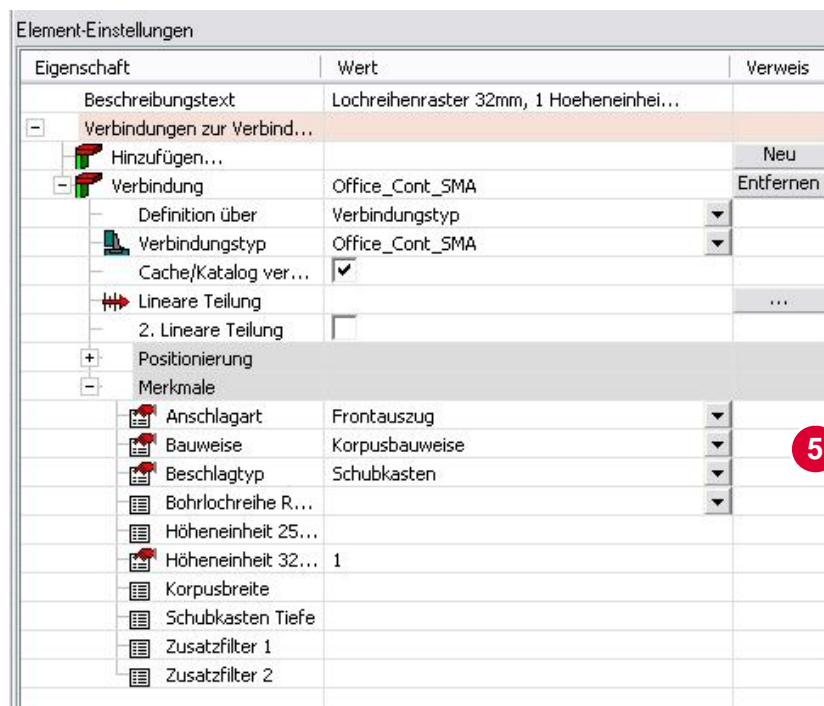 Element-Einstellungen
Eigenschaft Wert Verweis
Beschreibungstext Lochreihenraster 32mm, 1 Hoeheneinhei...
Verbindungen zur Verbind...
Hinzufügen... Neu
Verbindung Office_Cont_SMA Entfernen
Definition über Verbindungstyp
Verbindungstyp Office_Cont_SMA
Cache/Katalog ver...
Lineare Teilung ...
2. Lineare Teilung
Positionierung
Merkmale
Anschlagart Frontauszug
Bauweise Korpusbauweise 5
Beschlagtyp Schubkasten
Bohrlochreihe R...
Höheneinheit 25...
Höheneinheit 32... 1
Korpusbreite
Schubkasten Tiefe
Zusatzfilter 1
Zusatzfilter 2